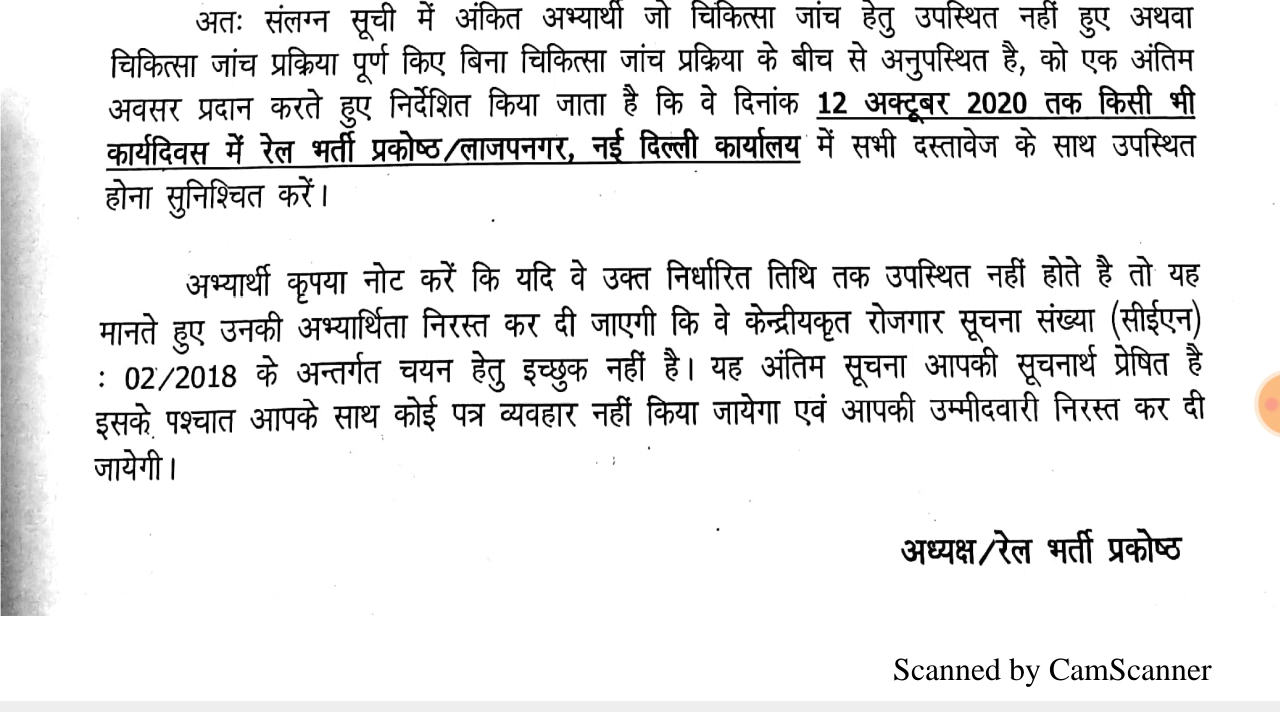 अतः संलग्न सूची में अंकित अभ्यार्थी जो चिकित्सा जांच हेतु उपस्थित नहीं हुए अथवा
चिकित्सा जांच प्रक्रिया पूर्ण किए बिना चिकित्सा जांच प्रक्रिया के बीच से अनुपस्थित है, को एक अंतिम
अवसर प्रदान करते हुए निर्देशित किया जाता है कि वे दिनांक 12 अक्टूबर 2020 तक किसी भी
कार्यदिवस में रेल भर्ती प्रकोष्ठ/लाजपनगर, नई दिल्ली कार्यालय में सभी दस्तावेज के साथ उपस्थित
होना सुनिश्चित करें।
अभ्यार्थी कृपया नोट करें कि यदि वे उक्त निर्धारित तिथि तक उपस्थित नहीं होते है तो यह
मानते हुए उनकी अभ्यार्थिता निरस्त कर दी जाएगी कि वे केन्द्रीयकृत रोजगार सूचना संख्या (सीईएन)
: 02/2018 के अन्तर्गत चयन हेतु इच्छुक नहीं है। यह अंतिम सूचना आपकी सूचनार्थ प्रेषित है
इसके पश्चात आपके साथ कोई पत्र व्यवहार नहीं किया जायेगा एवं आपकी उम्मीदवारी निरस्त कर दी
जायेगी।
अध्यक्ष/रेल भर्ती प्रकोष्ठ
Scanned by CamScanner